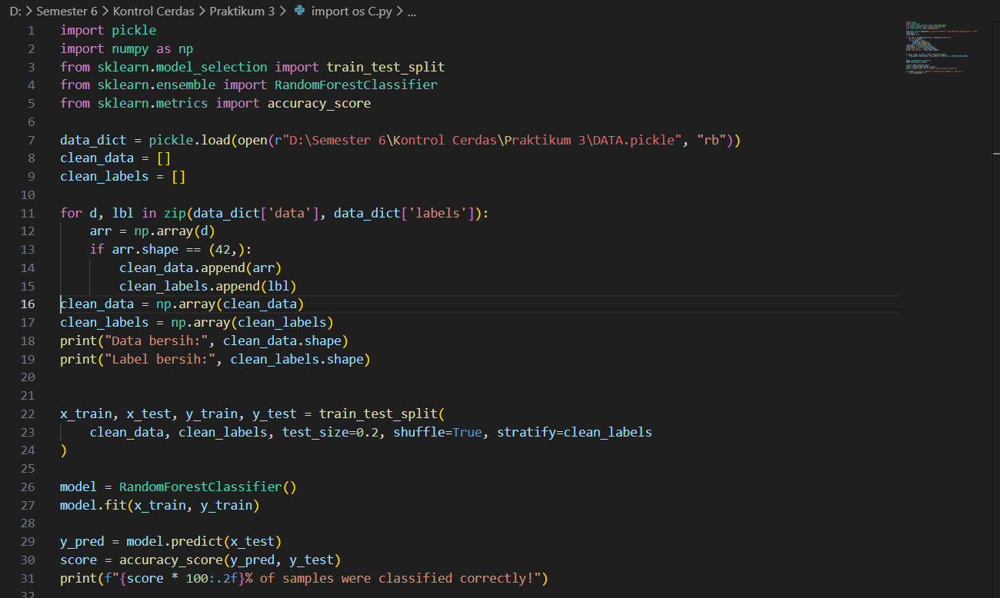 D: > Semester 6 > Kontrol Cerdas > Praktikum 3 > import os C.py > ...
1 import pickle
2 import numpy as np
3 from sklearn.model_selection import train_test_split
4 from sklearn.ensemble import RandomForestClassifier
5 from sklearn.metrics import accuracy_score
6
7 data_dict = pickle.load(open(r"D:\Semester 6\Kontrol Cerdas\Praktikum 3\DATA.pickle", "rb"))
8 clean_data = []
9 clean_labels = []
10
11 for d, lbl in zip(data_dict['data'], data_dict['labels']):
12     arr = np.array(d)
13     if arr.shape == (42,):
14         clean_data.append(arr)
15         clean_labels.append(lbl)
16 clean_data = np.array(clean_data)
17 clean_labels = np.array(clean_labels)
18 print("Data bersih:", clean_data.shape)
19 print("Label bersih:", clean_labels.shape)
20
21
22 x_train, x_test, y_train, y_test = train_test_split(
23     clean_data, clean_labels, test_size=0.2, shuffle=True, stratify=clean_labels
24 )
25
26 model = RandomForestClassifier()
27 model.fit(x_train, y_train)
28
29 y_pred = model.predict(x_test)
30 score = accuracy_score(y_pred, y_test)
31 print(f"{score * 100:.2f}% of samples were classified correctly!")
32